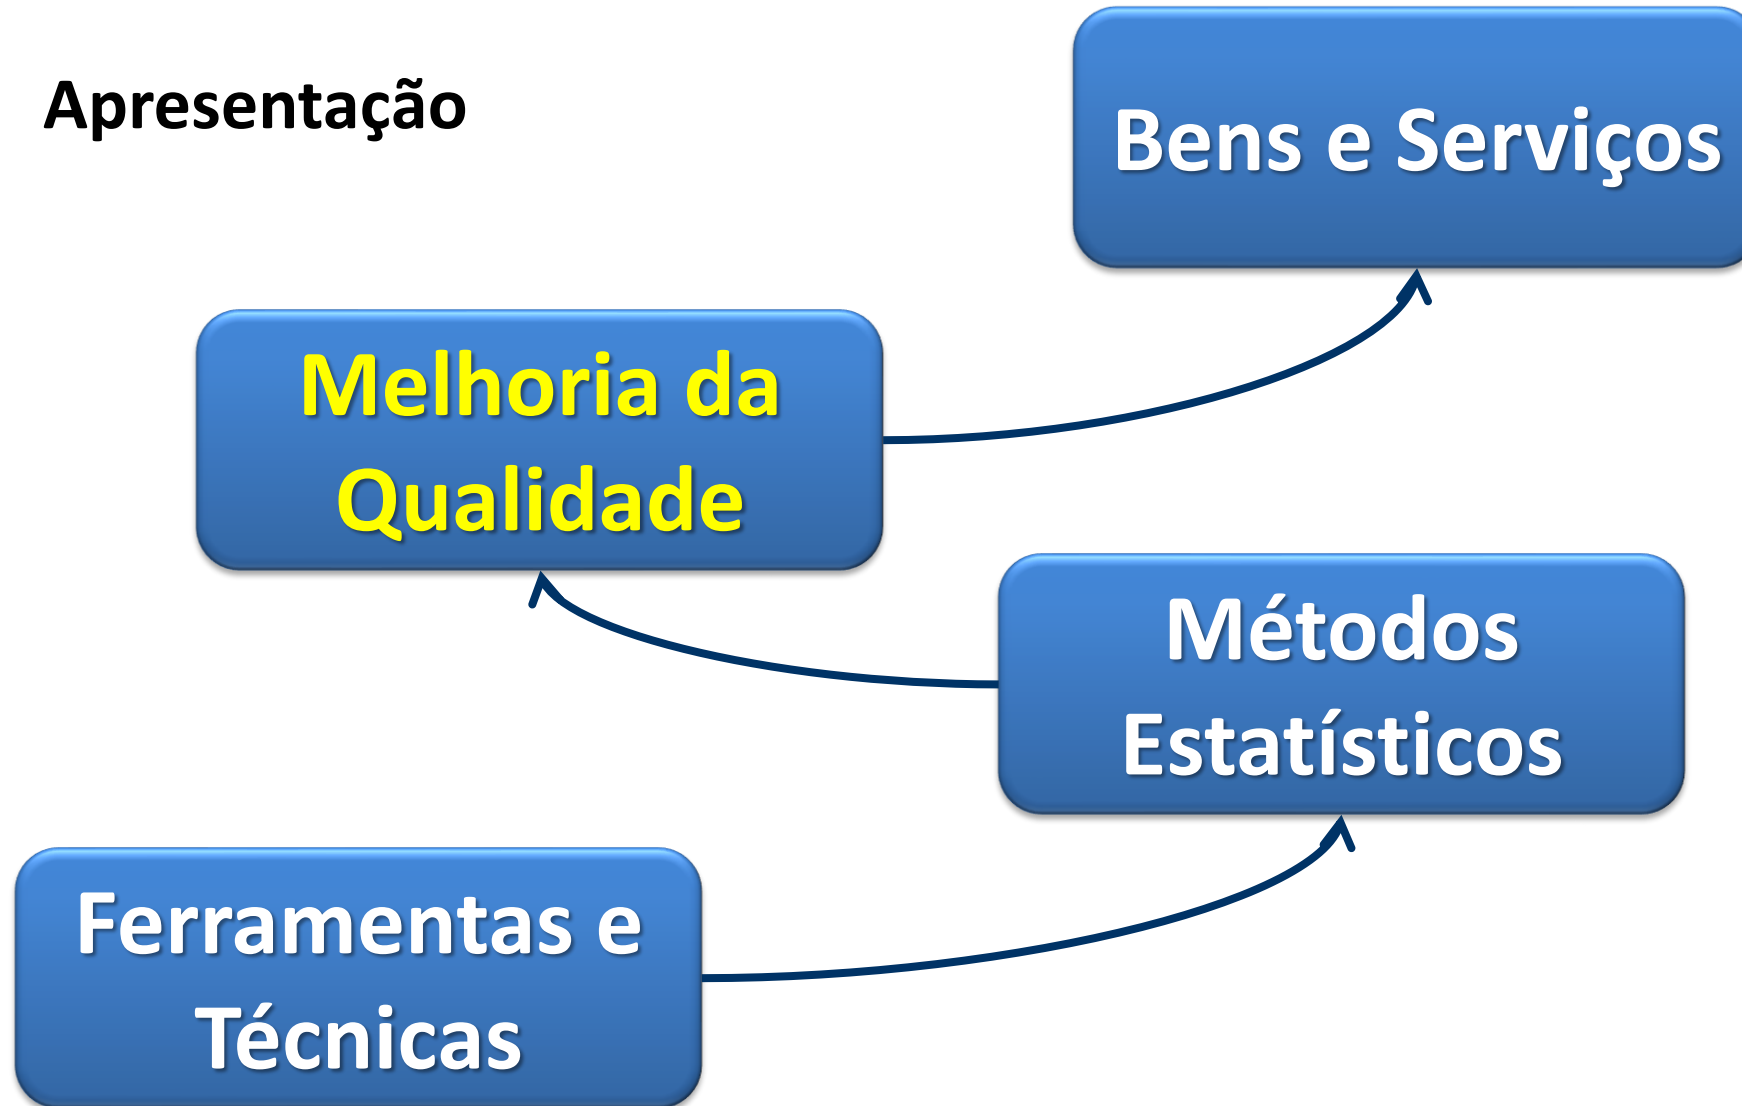 Apresentação
Bens e Serviços
Melhoria da
Qualidade
Métodos
Estatísticos
Ferramentas e
Técnicas